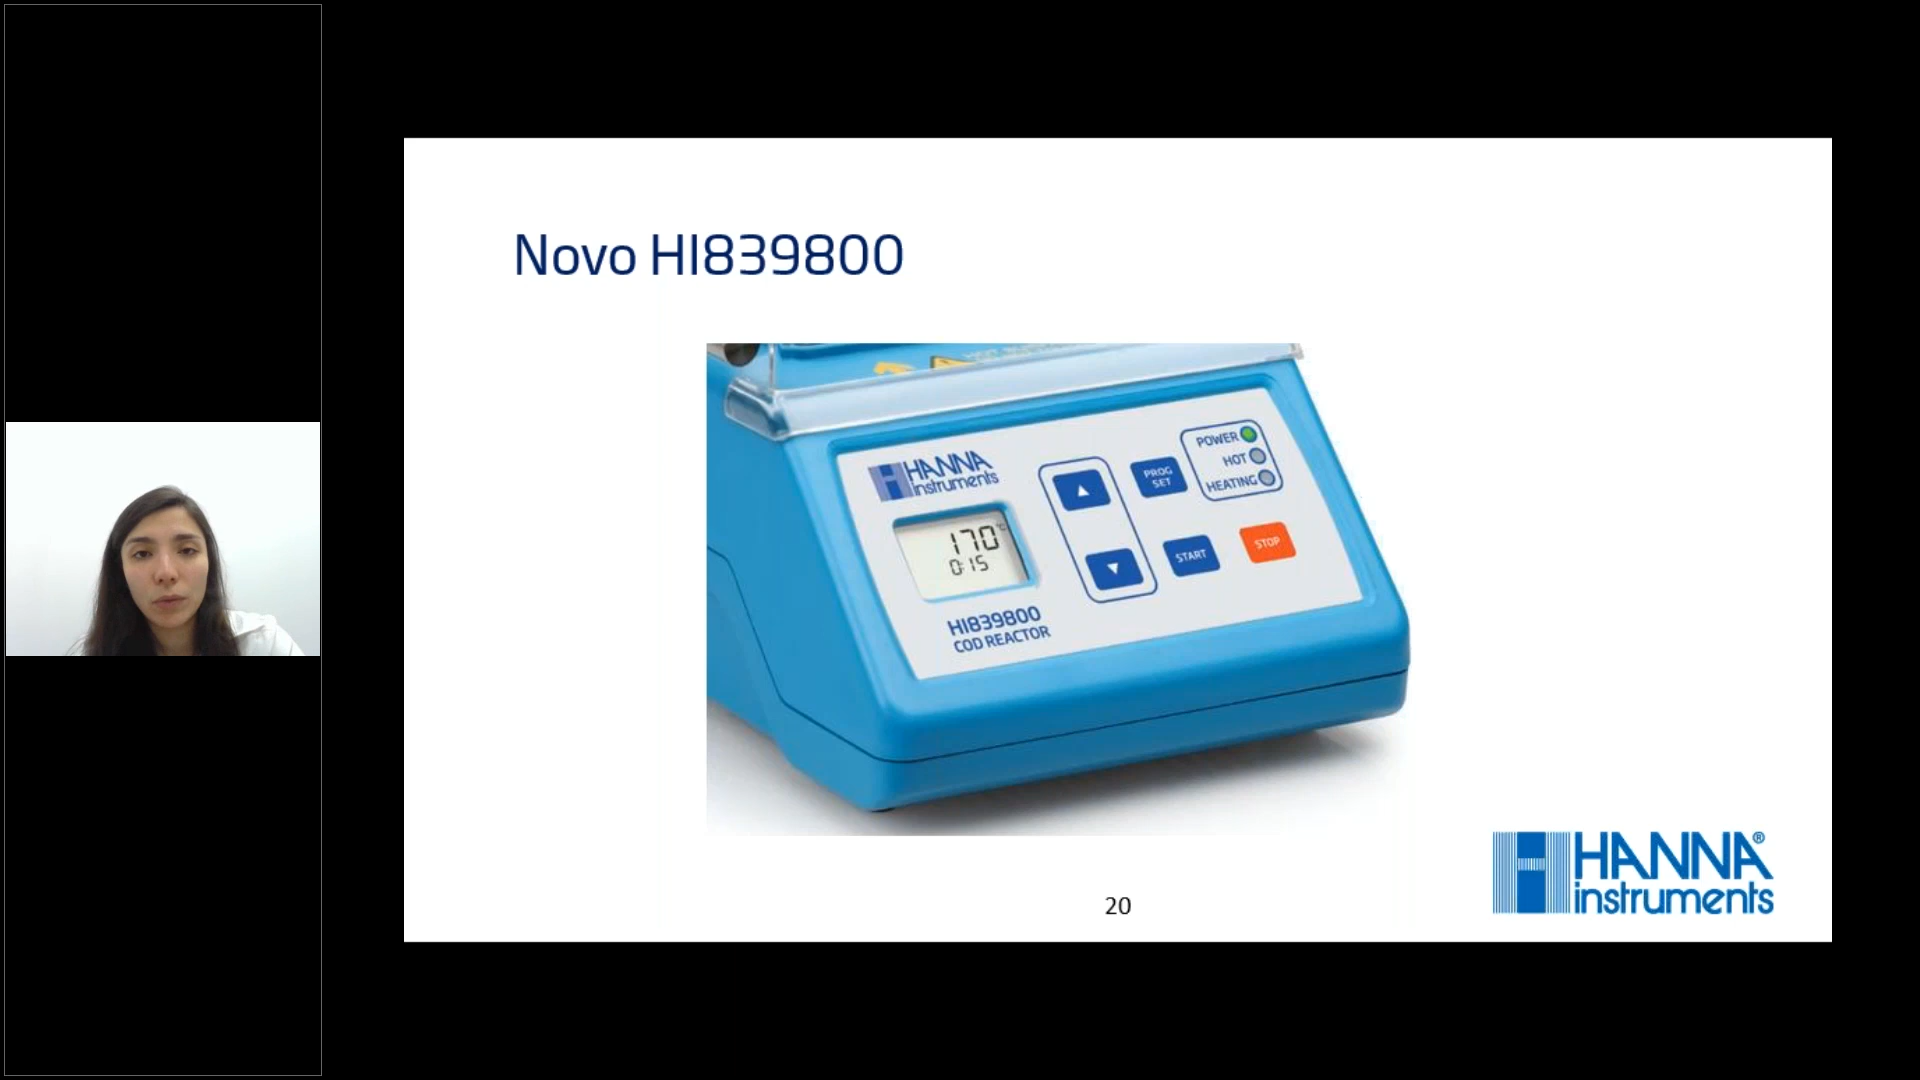 Novo HI839800
HANNA
instruments
170 °C
0:15
HI839800
COD REACTOR
PROG
SET
START
STOP
POWER
HOT
HEATING
20
HANNA®
instruments